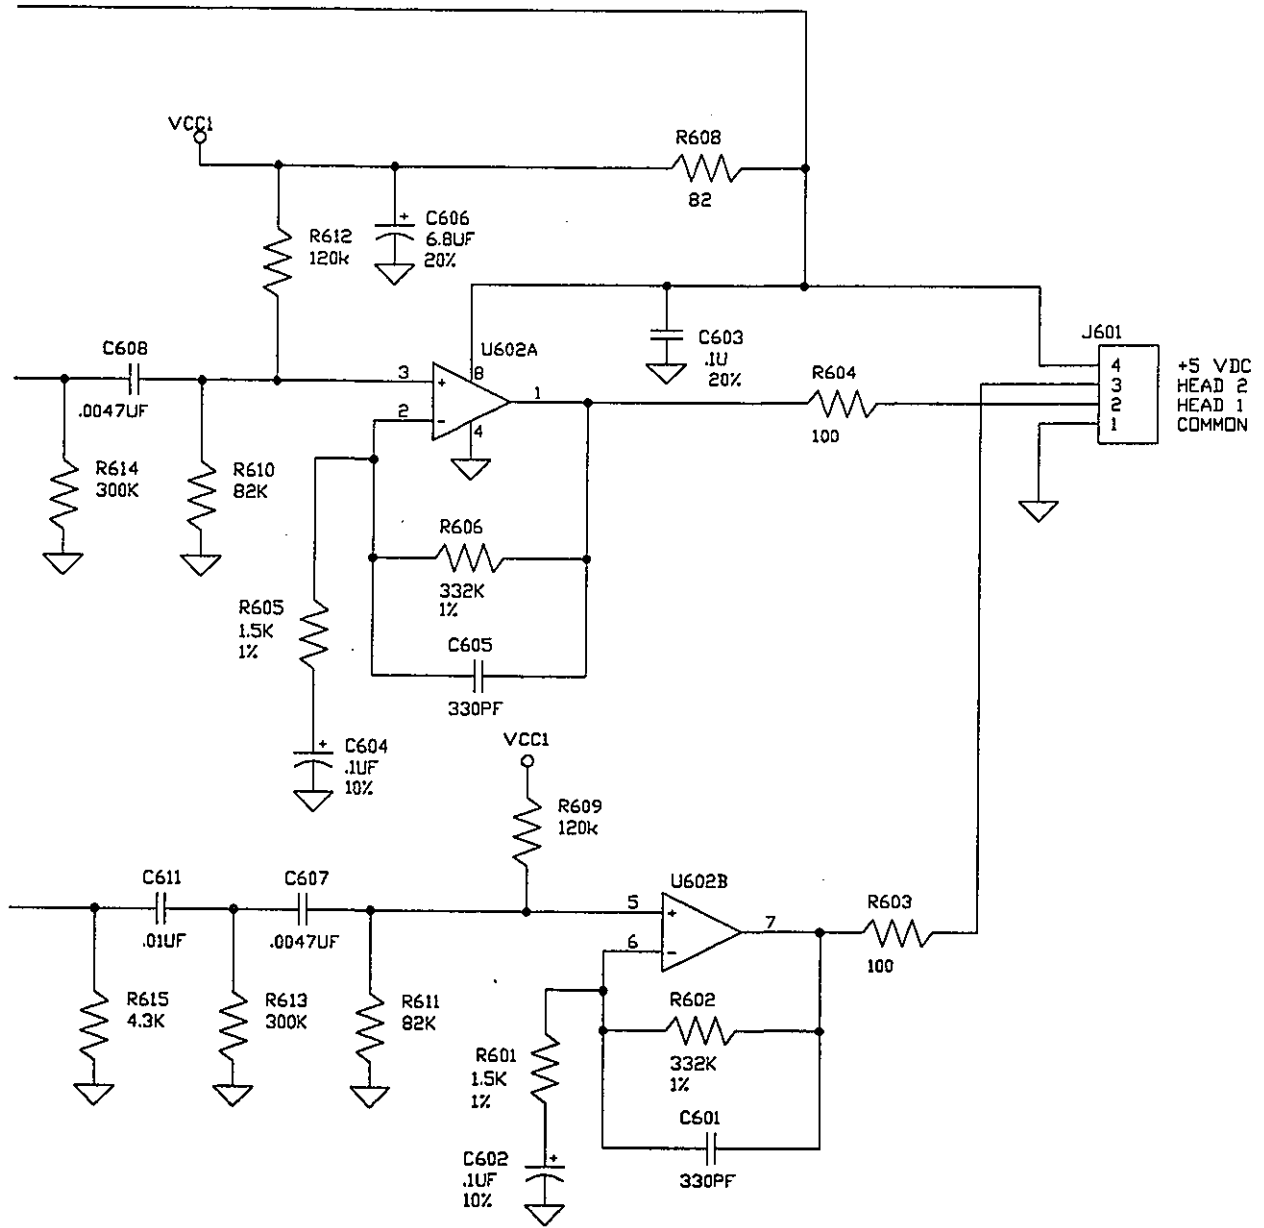 VCC1
R608
82
R612
120k
C606
6.8UF
20%
+
C608
.0047UF
U602A
8
3
+
2
-
4
1
C603
.1U
20%
R604
100
J601
4
3
2
1
+5 VDC
HEAD 2
HEAD 1
COMMON
R614
300K
R610
82K
R606
332K
1%
R605
1.5K
1%
C605
330PF
+
C604
.1UF
10%
VCC1
R609
120k
C611
.01UF
C607
.0047UF
U602B
5
+
6
-
7
R603
100
R615
4.3K
R613
300K
R611
82K
R602
332K
1%
R601
1.5K
1%
C601
330PF
C602
.1UF
10%
+